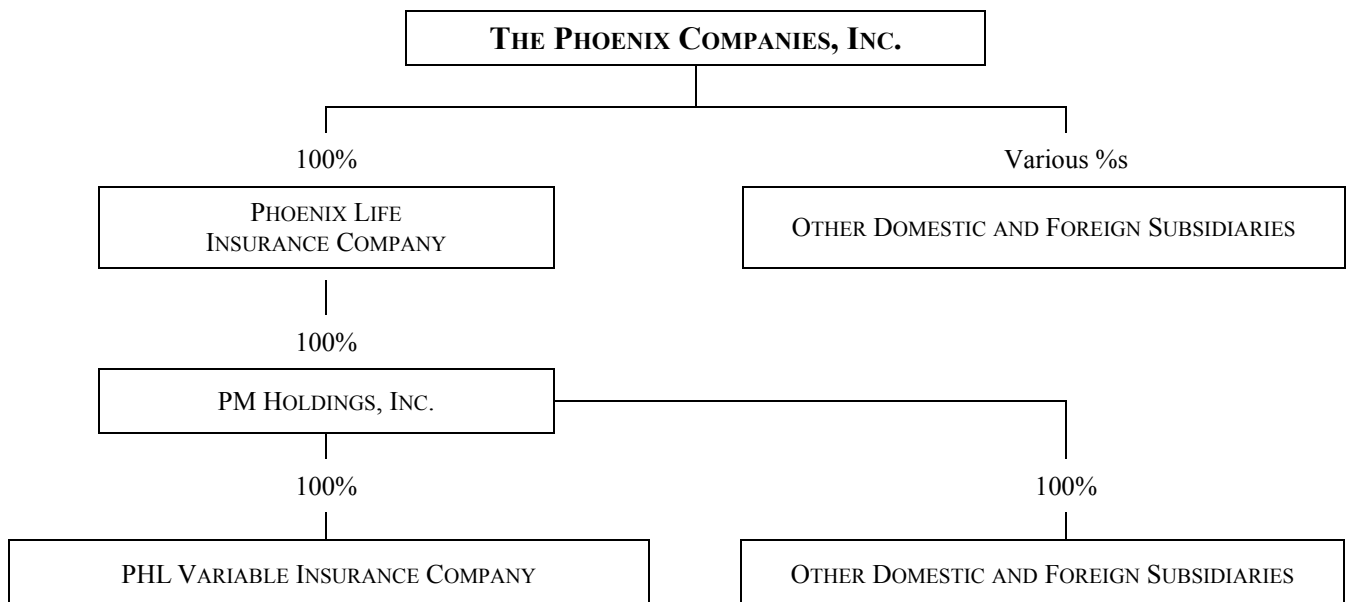 THE PHOENIX COMPANIES, INC.
100%
Various %s
PHOENIX LIFE
INSURANCE COMPANY
OTHER DOMESTIC AND FOREIGN SUBSIDIARIES
100%
PM HOLDINGS, INC.
100%
100%
PHL VARIABLE INSURANCE COMPANY
OTHER DOMESTIC AND FOREIGN SUBSIDIARIES